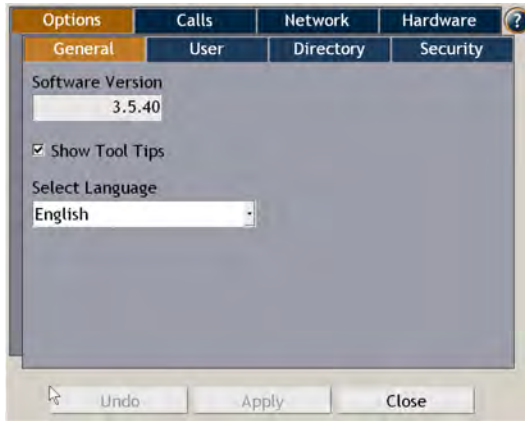 Options Calls Network Hardware ?
General User Directory Security
Software Version
3.5.40
Show Tool Tips
Select Language
English
Undo Apply Close